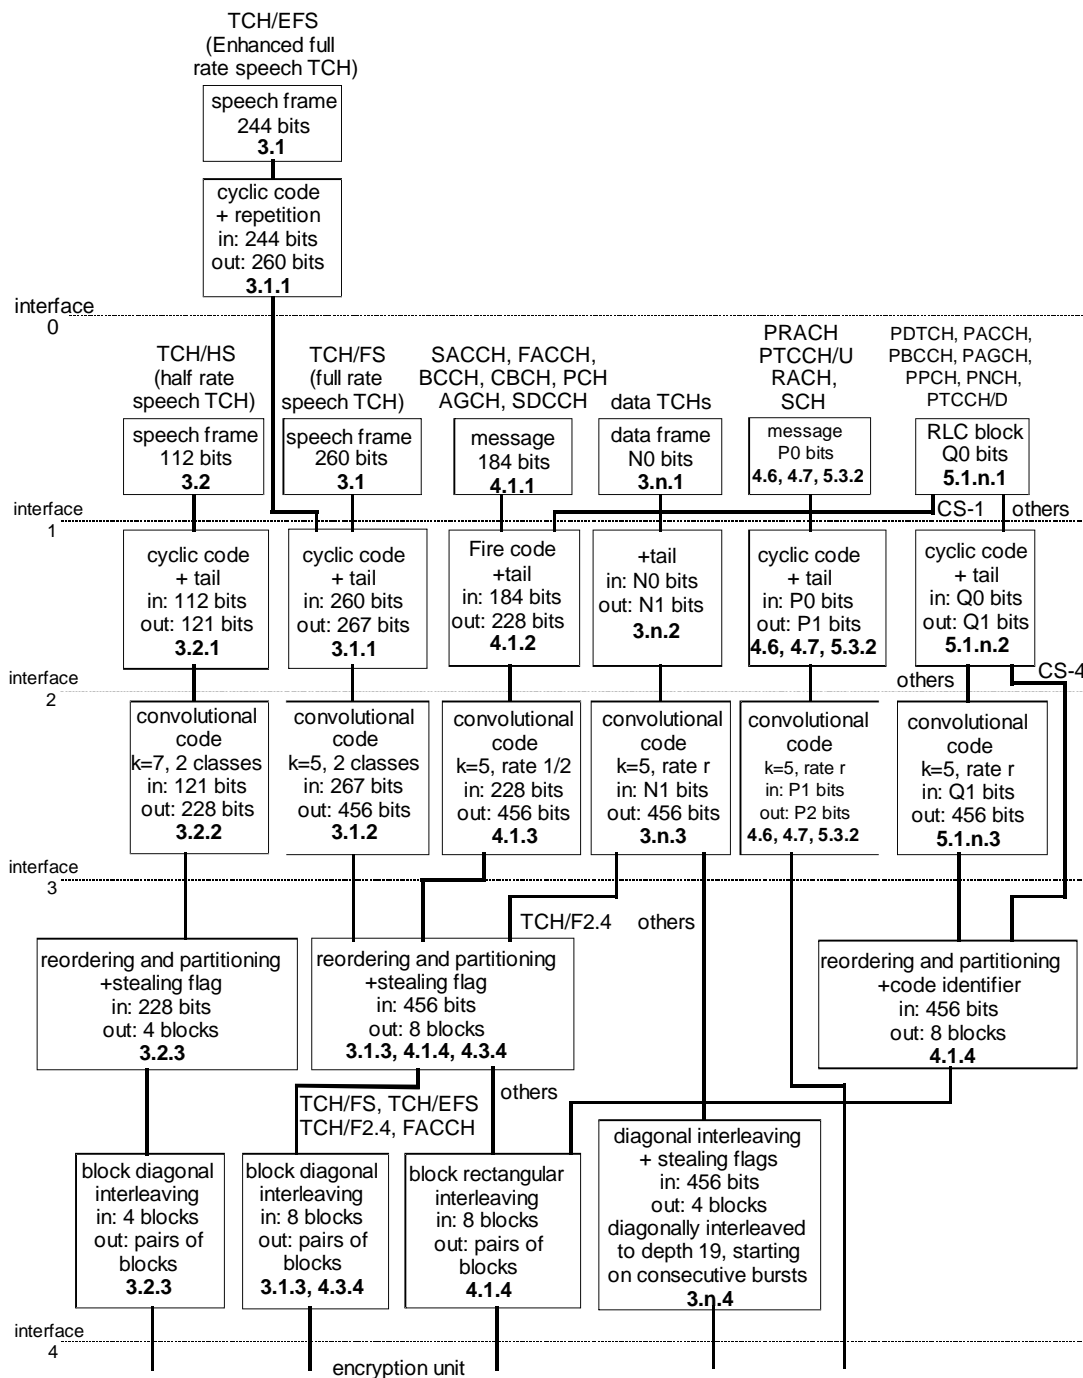 TCH/EFS
(Enhanced full
rate speech TCH)
speech frame
244 bits
3.1
cyclic code
+ repetition
in: 244 bits
out: 260 bits
3.1.1
interface
0
TCH/HS
(half rate
speech TCH)
TCH/FS
(full rate
speech TCH)
SACCH, FACCH,
BCCH, CBCH, PCH
AGCH, SDCCH
data TCHs
PRACH
PTCCH/U
RACH,
SCH
PDTCH, PACCH,
PBCCH, PAGCH,
PPCH, PNCH,
PTCCH/D
speech frame
112 bits
3.2
speech frame
260 bits
3.1
message
184 bits
4.1.1
data frame
N0 bits
3.n.1
message
P0 bits
4.6, 4.7, 5.3.2
RLC block
Q0 bits
5.1.n.1
interface
1
CS-1
others
cyclic code
+ tail
in: 112 bits
out: 121 bits
3.2.1
cyclic code
+ tail
in: 260 bits
out: 267 bits
3.1.1
Fire code
+tail
in: 184 bits
out: 228 bits
4.1.2
+tail
in: N0 bits
out: N1 bits
3.n.2
cyclic code
+ tail
in: P0 bits
out: P1 bits
4.6, 4.7, 5.3.2
cyclic code
+ tail
in: Q0 bits
out: Q1 bits
5.1.n.2
interface
2
others
CS-4
convolutional
code
k=7, 2 classes
in: 121 bits
out: 228 bits
3.2.2
convolutional
code
k=5, 2 classes
in: 267 bits
out: 456 bits
3.1.2
convolutional
code
k=5, rate 1/2
in: 228 bits
out: 456 bits
4.1.3
convolutional
code
k=5, rate r
in: N1 bits
out: 456 bits
3.n.3
convolutional
code
k=5, rate r
in: P1 bits
out: P2 bits
4.6, 4.7, 5.3.2
convolutional
code
k=5, rate r
in: Q1 bits
out: 456 bits
5.1.n.3
interface
3
TCH/F2.4
others
reordering and partitioning
+stealing flag
in: 228 bits
out: 4 blocks
3.2.3
reordering and partitioning
+stealing flag
in: 456 bits
out: 8 blocks
3.1.3, 4.1.4, 4.3.4
reordering and partitioning
+code identifier
in: 456 bits
out: 8 blocks
4.1.4
TCH/FS, TCH/EFS
TCH/F2.4, FACCH
others
block diagonal
interleaving
in: 4 blocks
out: pairs of
blocks
3.2.3
block diagonal
interleaving
in: 8 blocks
out: pairs of
blocks
3.1.3, 4.3.4
block rectangular
interleaving
in: 8 blocks
out: pairs of
blocks
4.1.4
diagonal interleaving
+ stealing flags
in: 456 bits
out: 4 blocks
diagonally interleaved
to depth 19, starting
on consecutive bursts
3.n.4
interface
4
encryption unit